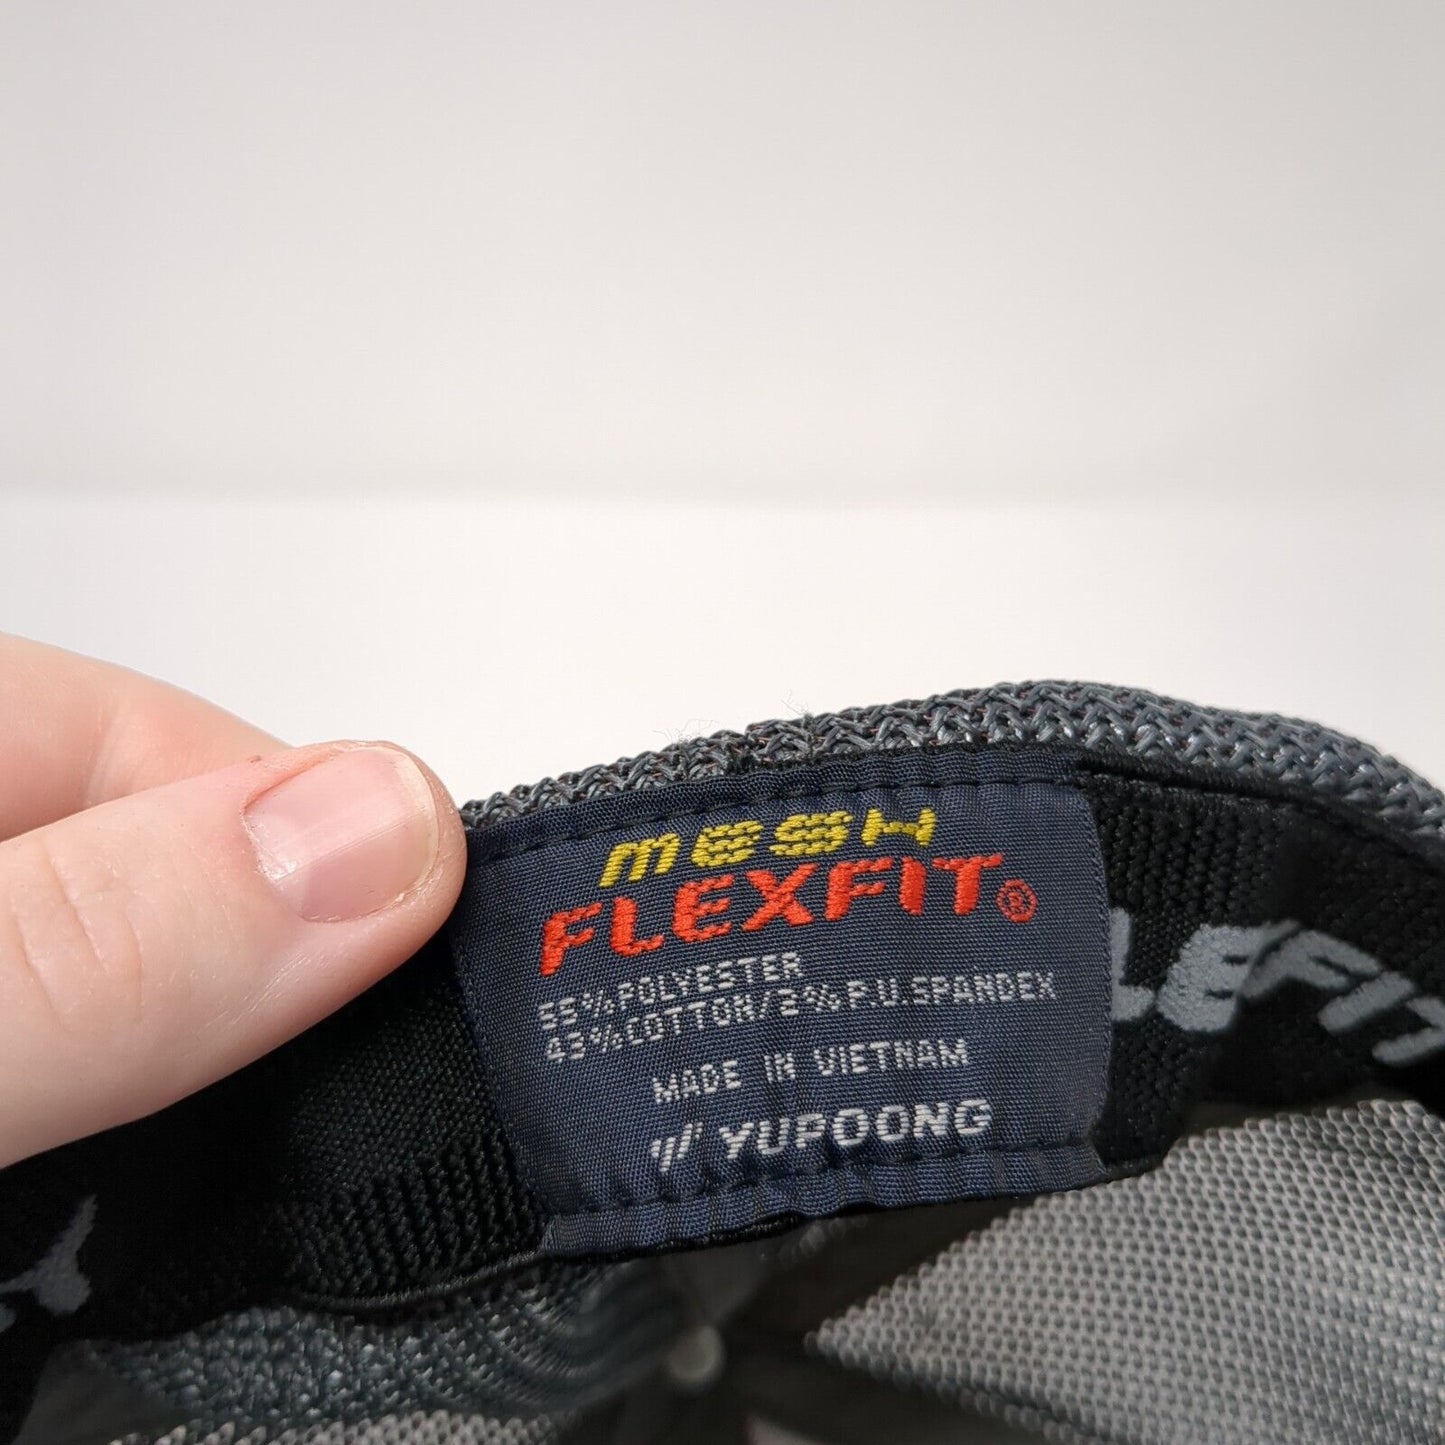 MESH
FLEXFIT®
55% POLYESTER
43% COTTON/2% P.U.SPANDEX
MADE IN VIETNAM
YUPOONG